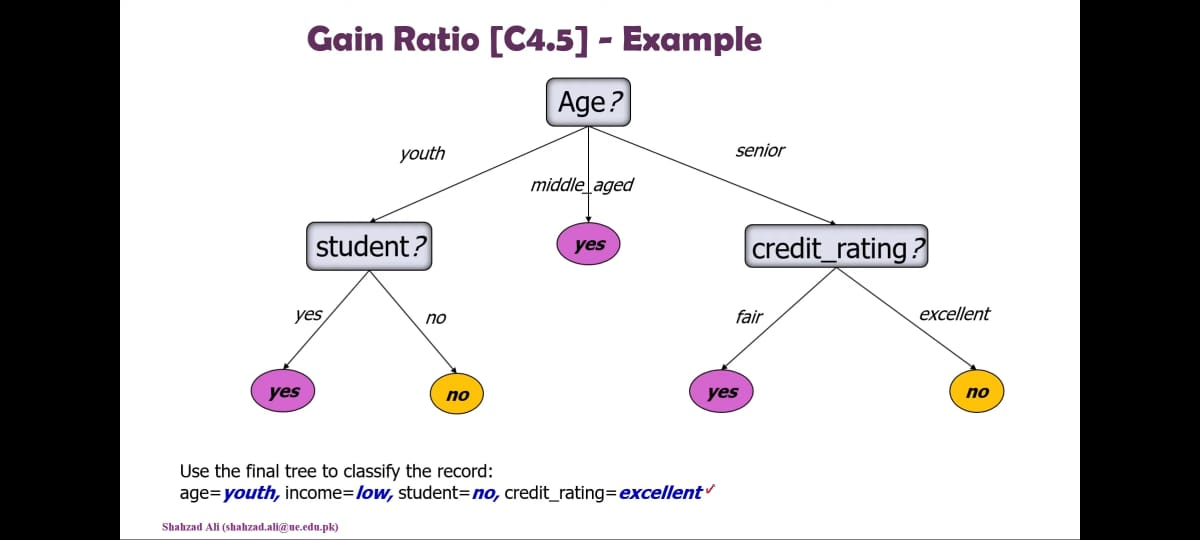 Gain Ratio [C4.5] - Example
Age?
youth
senior
middle_aged
student?
yes
credit_rating?
yes
no
fair
excellent
yes
no
yes
no
Use the final tree to classify the record:
age=youth, income=low, student=no, credit_rating=excellent✓
Shahzad Ali (shahzad.ali@ue.edu.pk)